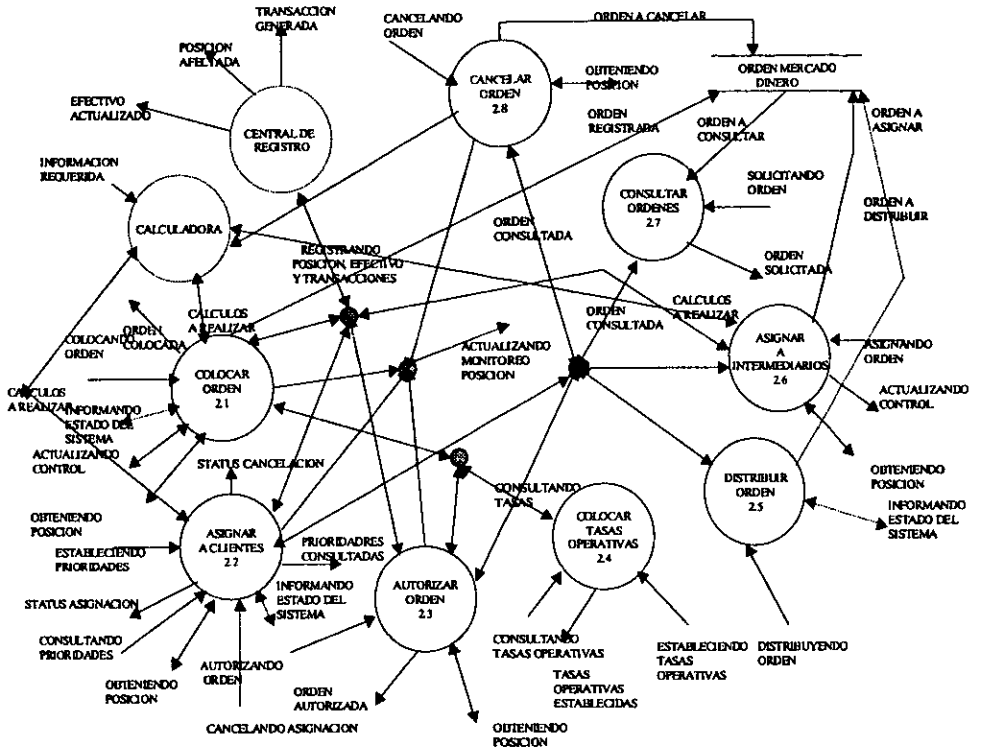 TRANSACCION
GENERADA
CANCELANDO
ORDEN
ORDEN A CANCELAR
POSICION
AFECTADA
CANCELAR
ORDEN
2.8
OBTENIENDO
POSICION
ORDEN MERCADO
DINERO
EFECTIVO
ACTUALIZADO
CENTRAL DE
REGISTRO
ORDEN
REGISTRADA
ORDEN A
CONSULTAR
ORDEN A
ASIGNAR
INFORMACION
REQUERIDA
CALCULADORA
CONSULTAR
ORDENES
2.7
SOLICITANDO
ORDEN
ORDEN A
DISTRIBUIR
REGISTRANDO
POSICION, EFECTIVO
Y TRANSACCIONES
ORDEN
CONSULTADA
ORDEN
SOLICITADA
COLOCANDO
ORDEN
ORDEN
COLOCADA
CALCULOS
A REALIZAR
ORDEN
CONSULTADA
CALCULOS
A REALIZAR
ACTUALIZANDO
MONITOREO
POSICION
ASIGNAR
A
INTERMEDIARIOS
2.6
ASIGNANDO
ORDEN
COLOCAR
ORDEN
2.1
CALCULOS
A REALIZAR
INFORMANDO
ESTADO DEL
SISTEMA
ACTUALIZANDO
CONTROL
ACTUALIZANDO
CONTROL
STATUS CANCELACION
OBTENIENDO
POSICION
DISTRIBUIR
ORDEN
2.5
OBTENIENDO
POSICION
INFORMANDO
ESTADO DEL
SISTEMA
CONSULTANDO
TASAS
COLOCAR
TASAS
OPERATIVAS
2.4
ESTABLECIENDO
PRIORIDADES
ASIGNAR
A CLIENTES
2.2
PRIORIDADRES
CONSULTADAS
AUTORIZAR
ORDEN
2.3
INFORMANDO
ESTADO DEL
SISTEMA
STATUS ASIGNACION
CONSULTANDO
PRIORIDADES
OBTENIENDO
POSICION
AUTORIZANDO
ORDEN
ORDEN
AUTORIZADA
CANCELANDO ASIGNACION
OBTENIENDO
POSICION
CONSULTANDO
TASAS OPERATIVAS
TASAS
OPERATIVAS
ESTABLECIDAS
ESTABLECIENDO
TASAS
OPERATIVAS
DISTRIBUYENDO
ORDEN